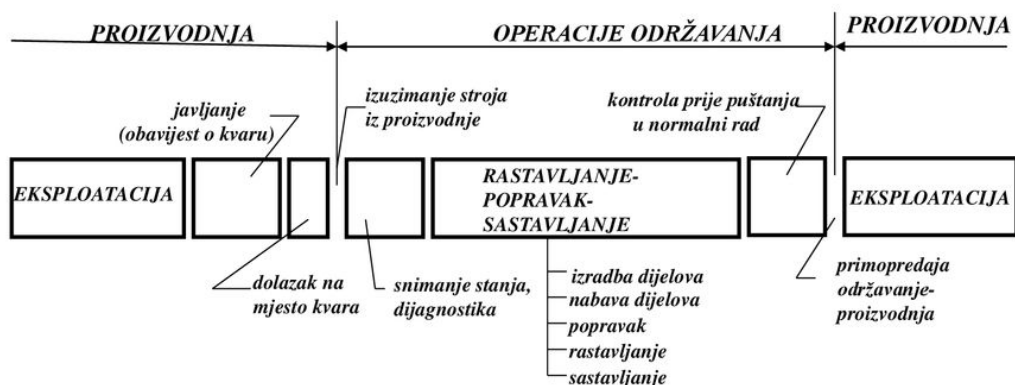 PROIZVODNJA
OPERACIJE ODRŽAVANJA
PROIZVODNJA
javljanje
(obavijest o kvaru)
izuzimanje stroja
iz proizvodnje
kontrola prije puštanja
u normalni rad
EKSPLOATACIJA
RASTAVLJANJE-
POPRAVAK-
SASTAVLJANJE
EKSPLOATACIJA
dolazak na
mjesto kvara
snimanje stanja,
dijagnostika
izradba dijelova
nabava dijelova
popravak
rastavljanje
sastavljanje
primopredaja
održavanje-
proizvodnja